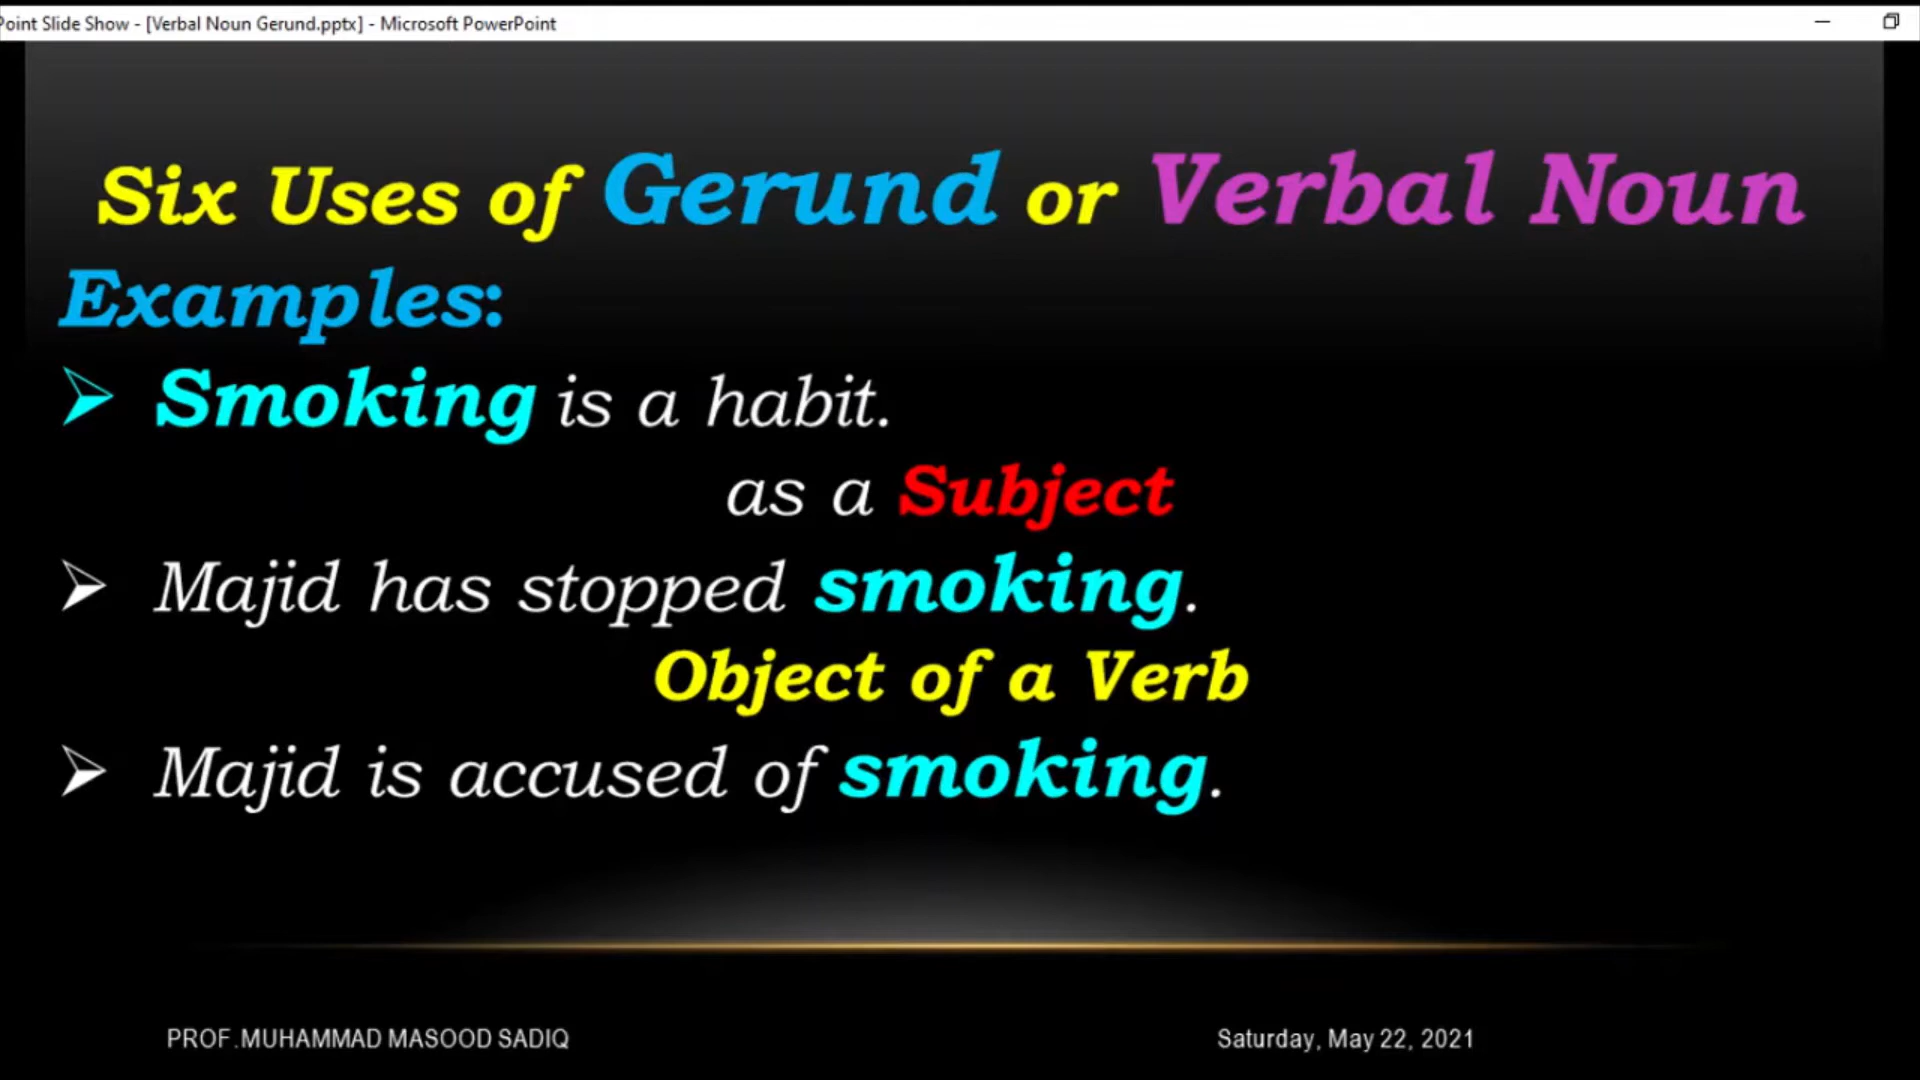 Point Slide Show - [Verbal Noun Gerund.pptx] - Microsoft PowerPoint
Six Uses of Gerund or Verbal Noun
Examples:
Smoking is a habit.
as a Subject
Majid has stopped smoking.
Object of a Verb
Majid is accused of smoking.
PROF.MUHAMMAD MASOOD SADIQ
Saturday, May 22, 2021